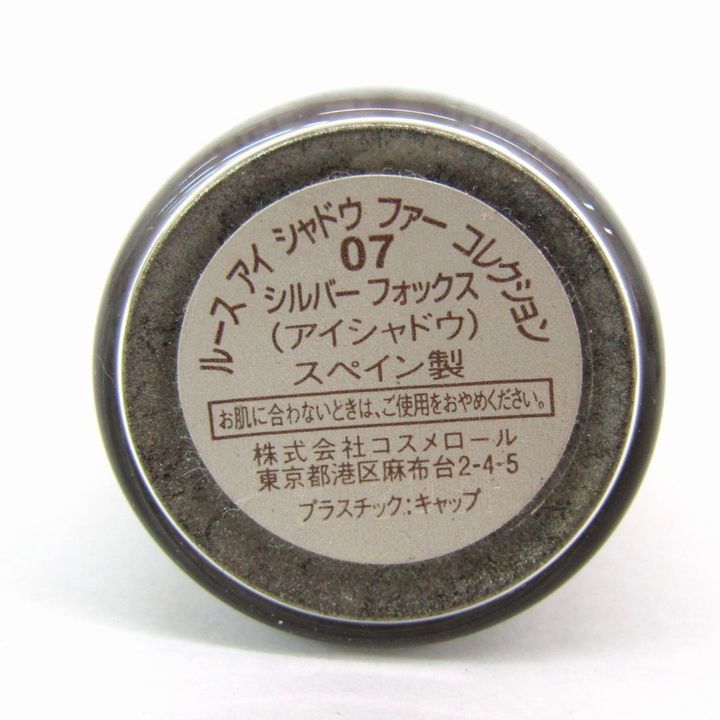 ルース アイ シャドウ ファー コレクション
07
シルバーフォックス
(アイシャドウ)
スペイン製
お肌に合わないときは、ご使用をおやめください。
株式会社コスメロール
東京都港区麻布台2-4-5
プラスチック:キャップ